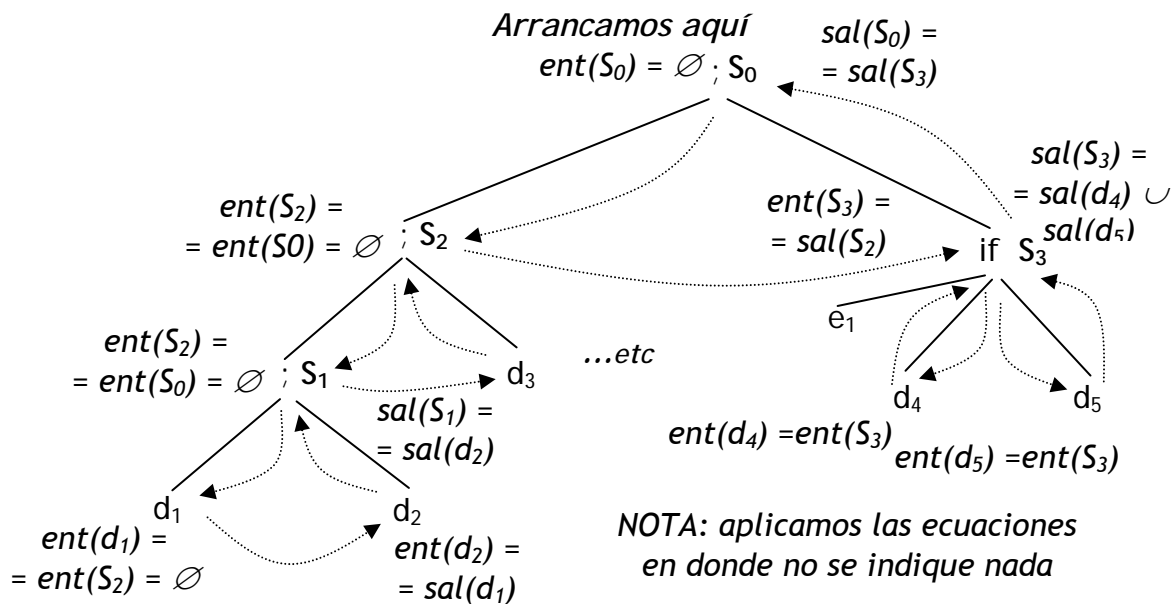 Arrancamos aquí
ent(S0) = ∅ ; S0
sal(S0) =
= sal(S3)
sal(S3) =
= sal(d4) ∪
sal(d5)
ent(S2) =
= ent(S0) = ∅ ; S2
ent(S3) =
= sal(S2)
if S3
e1
ent(S2) =
= ent(S0) = ∅ ; S1
d3
...etc
sal(S1) =
= sal(d2)
d4
d5
ent(d4) =ent(S3)
ent(d5) =ent(S3)
d1
d2
ent(d1) =
= ent(S2) = ∅
ent(d2) =
= sal(d1)
NOTA: aplicamos las ecuaciones
en donde no se indique nada